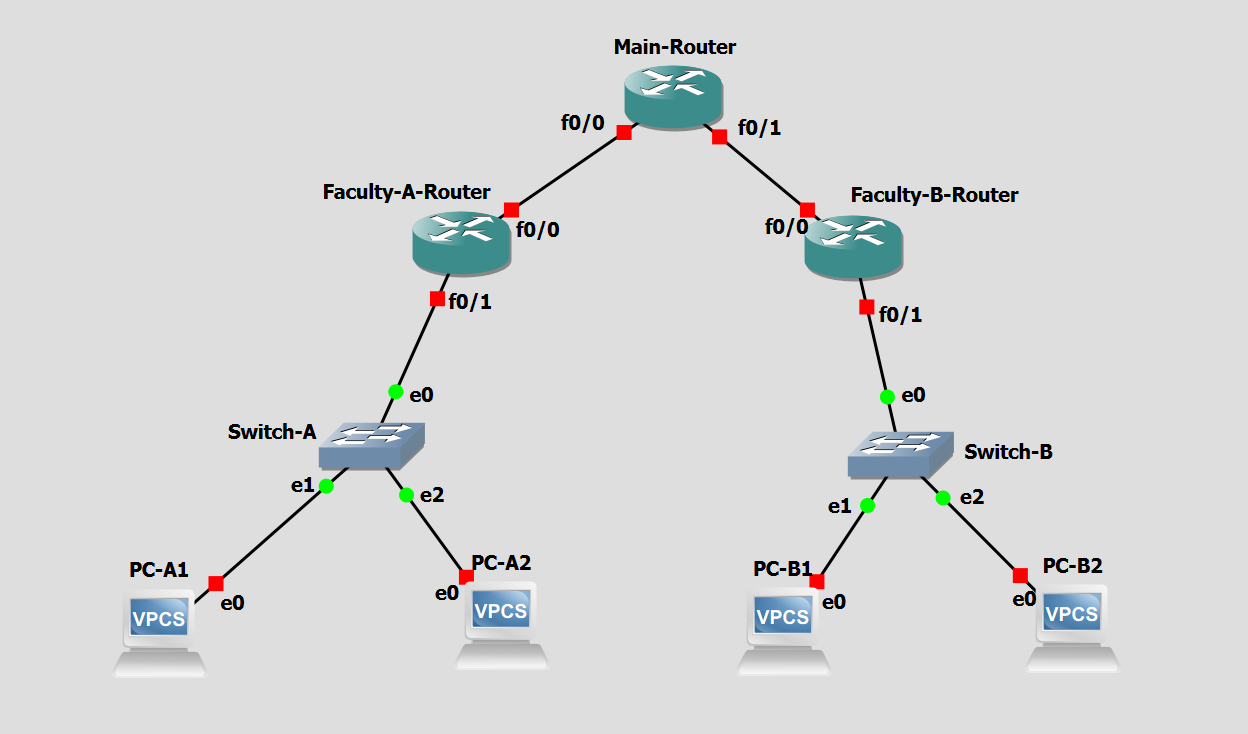 Main-Router
f0/0
f0/1
Faculty-A-Router
Faculty-B-Router
f0/0
f0/0
f0/1
f0/1
e0
e0
Switch-A
Switch-B
e1
e2
e1
e2
PC-A1
PC-A2
PC-B1
PC-B2
e0
e0
e0
e0
VPCS
VPCS
VPCS
VPCS